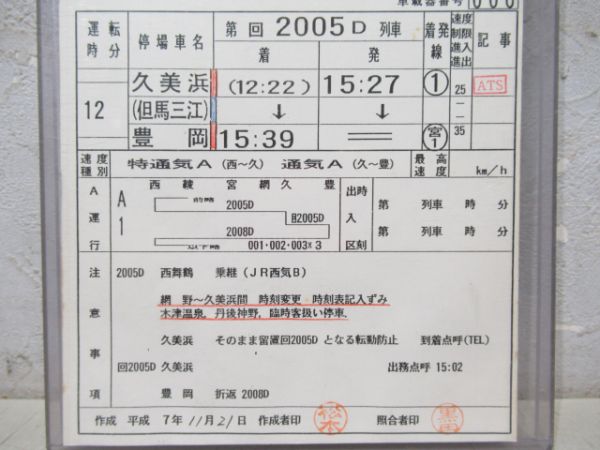 車載器番号 000
運転時分 停車場名 第 回 2005D 列車 着発線 速度制限 進入 進出 記事
着 発
久美浜 (12:22) 15:27 ① 25 ATS
12 (但馬三江) ↓ ↓ ||
豊岡 15:39 == 宮1 35
速度種別 特通気A (西~久) 通気A (久~豊) 最高速度 km/h
A運行 A1 西 綾 宮 網 久 豊 出入区 時刻
2005D 第 列車 時 分
回2005D
2008D 第 列車 時 分
001・002・003※3
注意事項
2005D 西舞鶴 乗継(JR西気B)
網 野~久美浜間 時刻変更 時刻表記入ずみ
木津温泉、丹後神野、臨時客扱い停車.
久美浜 そのまま留置回2005D となる転動防止 到着点呼(TEL)
回2005D 久美浜 出務点呼 15:02
豊 岡 折返 2008D
作成 平成 7年 11月 21日 作成者印 松本 照合者印